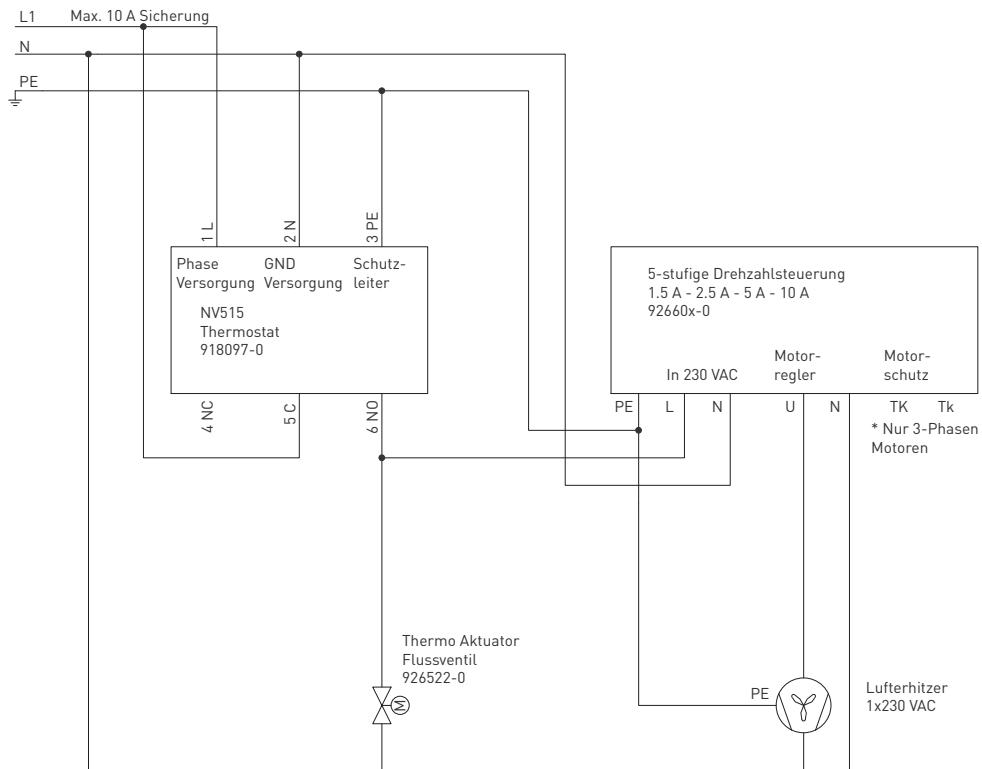 L1
Max. 10 A Sicherung
N
PE
1 L
2 N
3 PE
Phase
Versorgung
GND
Versorgung
Schutz-
leiter
NV515
Thermostat
918097-0
4 NC
5 C
6 NO
5-stufige Drehzahlsteuerung
1.5 A - 2.5 A - 5 A - 10 A
92660x-0
In 230 VAC
Motor-
regler
Motor-
schutz
PE
L
N
U
N
TK
Tk
* Nur 3-Phasen
Motoren
Thermo Aktuator
Flussventil
926522-0
M
PE
Lufterhitzer
1x230 VAC